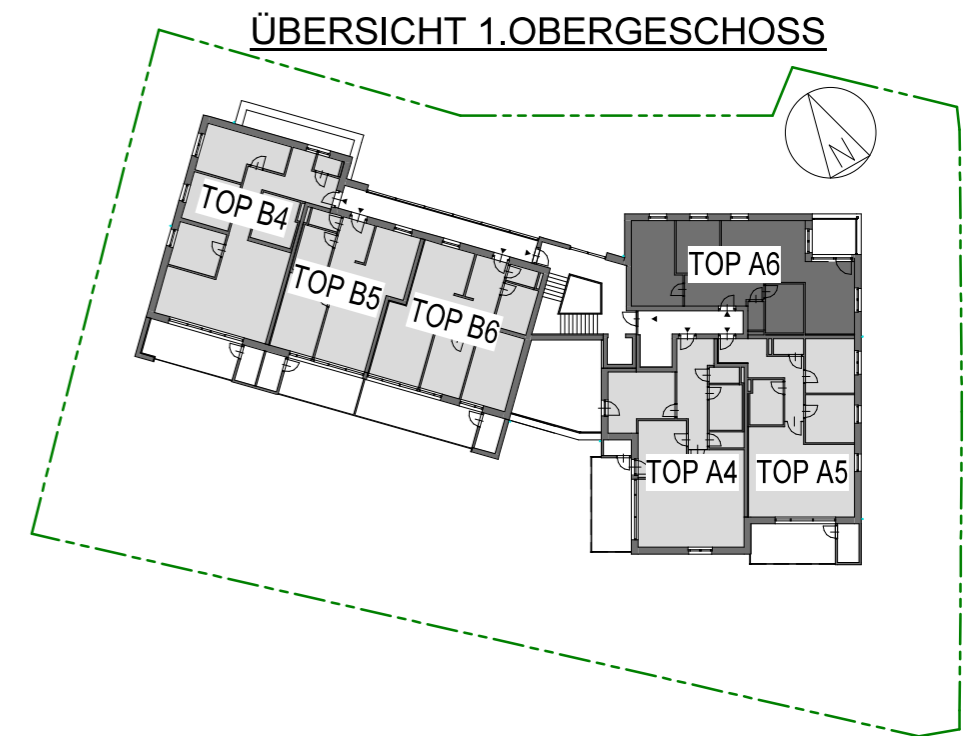 ÜBERSICHT 1.OBERGESCHOSS
N
TOP B4
TOP B5
TOP B6
TOP A6
TOP A4
TOP A5